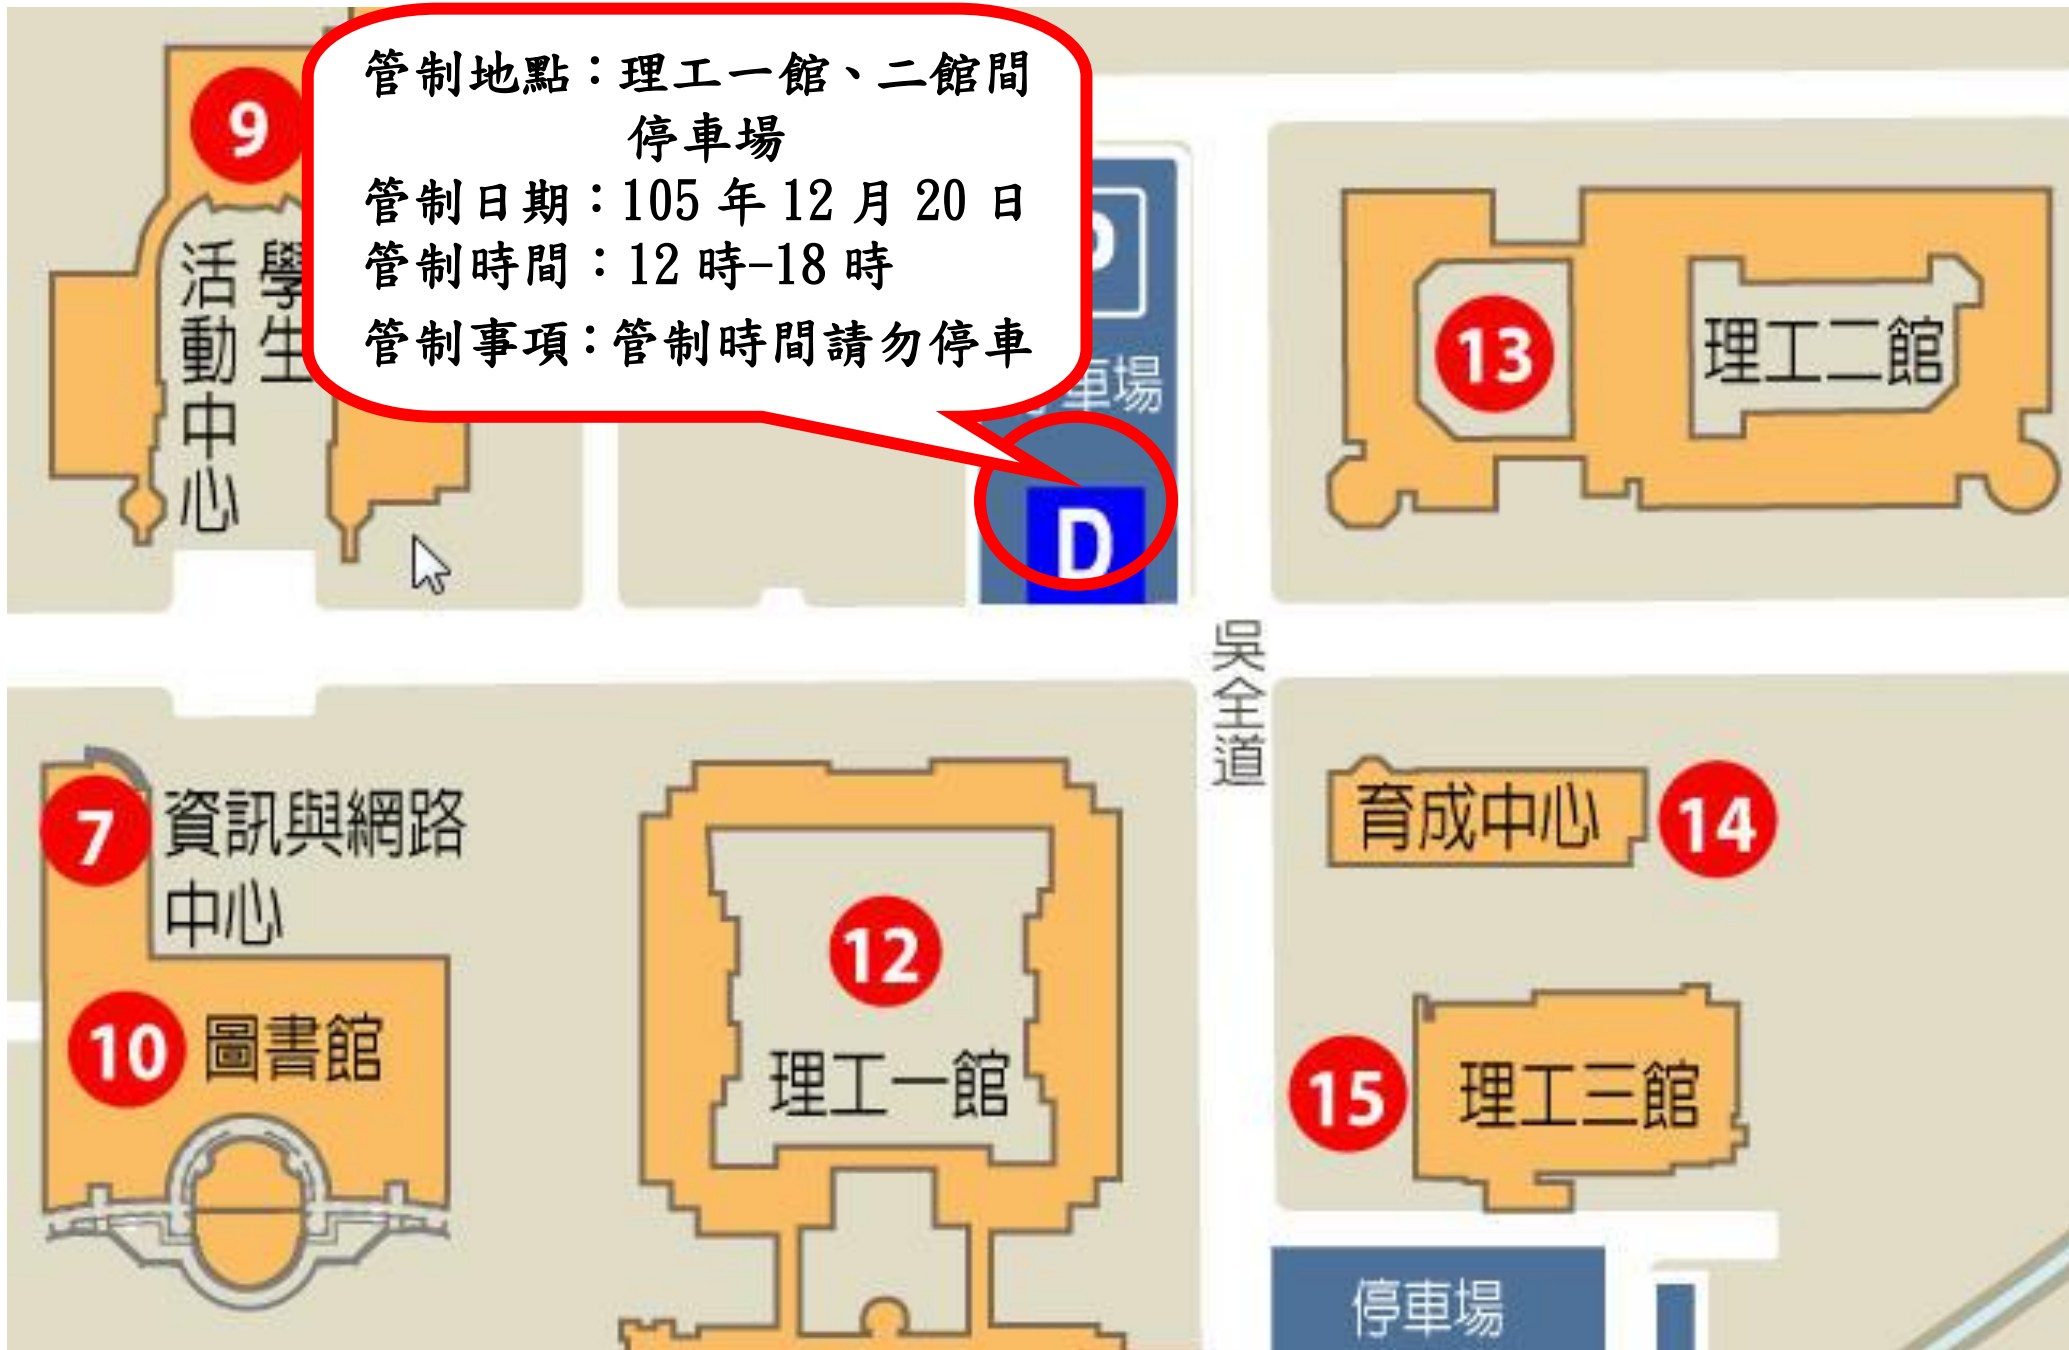 管制地點：理工一館、二館間
停車場
管制日期：105年12月20日
管制時間：12時-18時
管制事項：管制時間請勿停車
9
學生
活動中心
車場
D
13
理工二館
吳全道
7
資訊與網路
中心
10
圖書館
12
理工一館
育成中心
14
15
理工三館
停車場